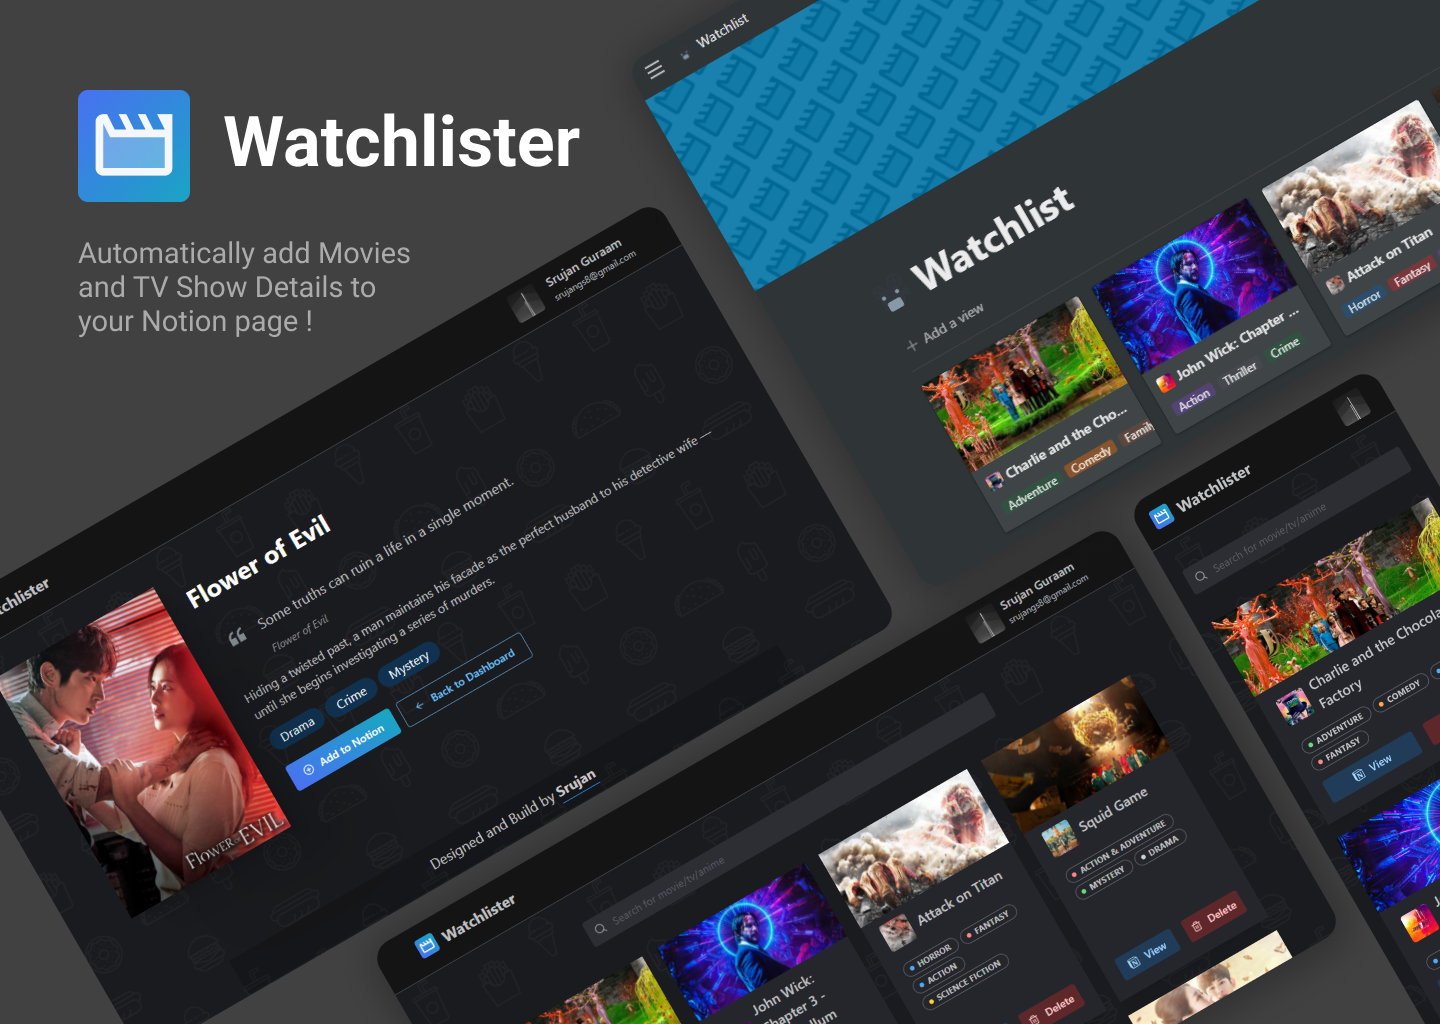 Watchlister
Automatically add Movies
and TV Show Details to
your Notion page !
Watchlist
Watchlist
Add a view
Charlie and the Cho...
Adventure
Comedy
John Wick: Chapter ...
Action
Thriller
Crime
Attack on Titan
Horror
Fantasy
Srujan Guraam
srujangs8@gmail.com
Flower of Evil
Some truths can ruin a life in a single moment.
Flower of Evil
Hiding a twisted past, a man maintains his facade as the perfect husband to his detective wife —
until she begins investigating a series of murders.
Drama
Crime
Mystery
Add to Notion
Back to Dashboard
FLOWER OF EVIL
Designed and Build by Srujan
Watchlister
Srujan Guraam
srujangs8@gmail.com
Search for movie/tv/anime
John Wick:
Chapter 3 -
Attack on Titan
HORROR
FANTASY
ACTION
SCIENCE FICTION
Delete
Squid Game
ACTION & ADVENTURE
MYSTERY
DRAMA
View
Delete
Watchlister
Search for movie/tv/anime
Charlie and the Chocola
Factory
ADVENTURE
COMEDY
FANTASY
View